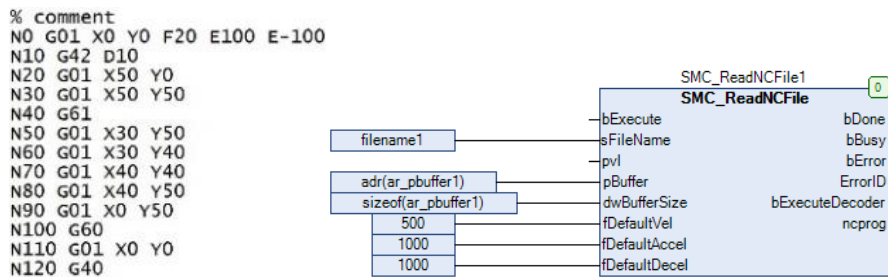 % comment
N0 G01 X0 Y0 F20 E100 E-100
N10 G42 D10
N20 G01 X50 Y0
N30 G01 X50 Y50
N40 G61
N50 G01 X30 Y50
N60 G01 X30 Y40
N70 G01 X40 Y40
N80 G01 X40 Y50
N90 G01 X0 Y50
N100 G60
N110 G01 X0 Y0
N120 G40
SMC_ReadNCFile1
0
SMC_ReadNCFile
bExecute bDone
filename1 sFileName bBusy
pvl bError
adr(ar_pbuffer1) pBuffer ErrorID
sizeof(ar_pbuffer1) dwBufferSize bExecuteDecoder
500 fDefaultVel ncprog
1000 fDefaultAccel
1000 fDefaultDecel